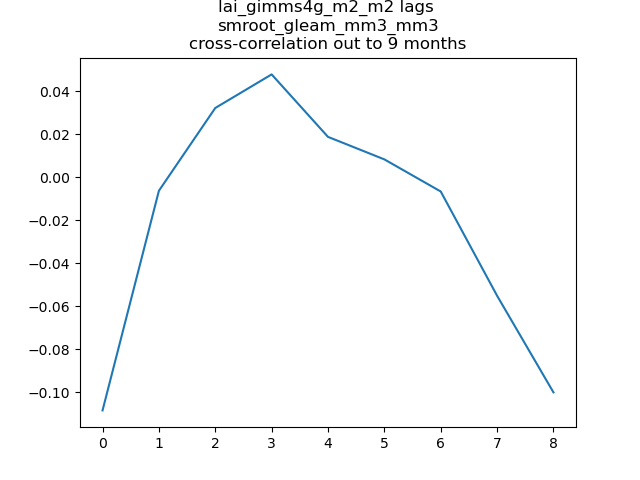 lai_gimms4g_m2_m2 lags
smroot_gleam_mm3_mm3
cross-correlation out to 9 months
0.04
0.02
0.00
−0.02
−0.04
−0.06
−0.08
−0.10
0 1 2 3 4 5 6 7 8